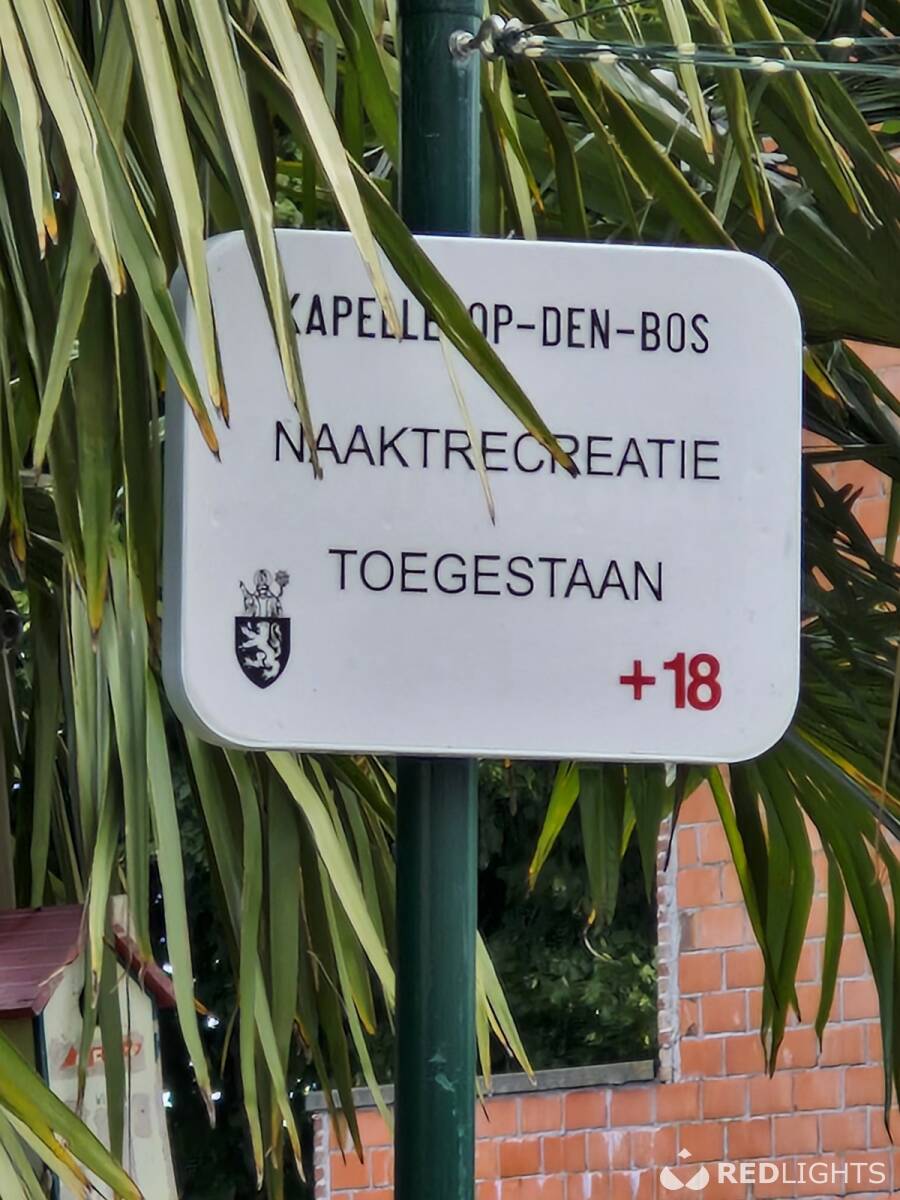 KAPELLE-OP-DEN-BOS
NAAKTRECREATIE
TOEGESTAAN
+18
REDLIGHTS